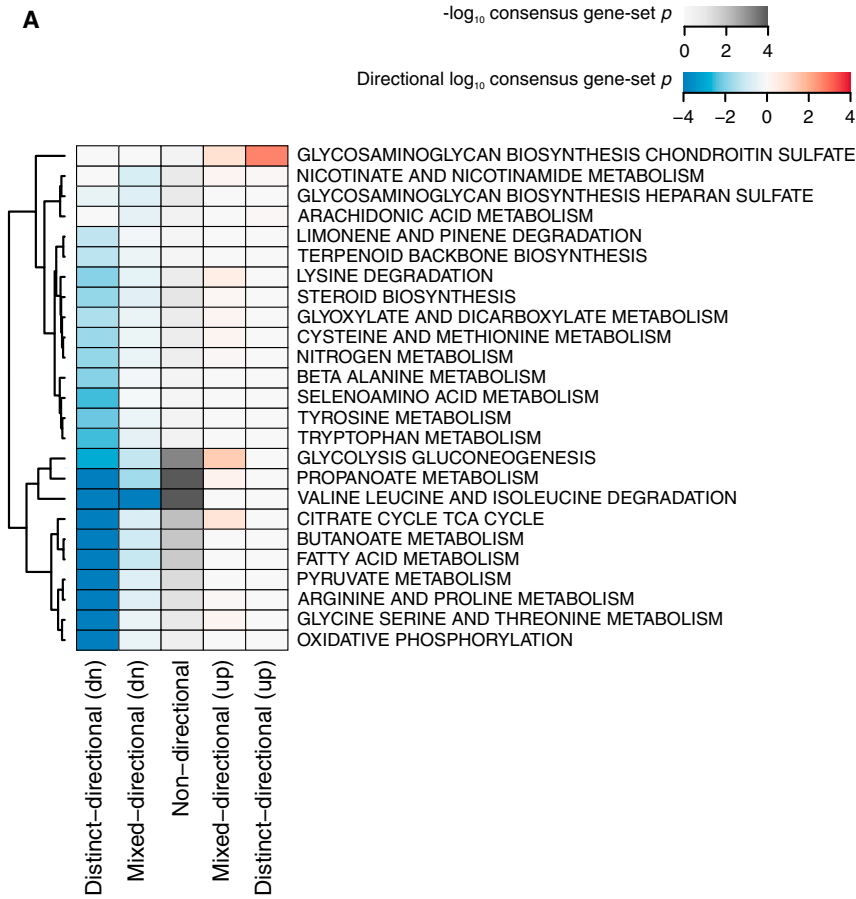 A
-log₁₀ consensus gene-set p
0 2 4
Directional log₁₀ consensus gene-set p
−4 −2 0 2 4
GLYCOSAMINOGLYCAN BIOSYNTHESIS CHONDROITIN SULFATE
NICOTINATE AND NICOTINAMIDE METABOLISM
GLYCOSAMINOGLYCAN BIOSYNTHESIS HEPARAN SULFATE
ARACHIDONIC ACID METABOLISM
LIMONENE AND PINENE DEGRADATION
TERPENOID BACKBONE BIOSYNTHESIS
LYSINE DEGRADATION
STEROID BIOSYNTHESIS
GLYOXYLATE AND DICARBOXYLATE METABOLISM
CYSTEINE AND METHIONINE METABOLISM
NITROGEN METABOLISM
BETA ALANINE METABOLISM
SELENOAMINO ACID METABOLISM
TYROSINE METABOLISM
TRYPTOPHAN METABOLISM
GLYCOLYSIS GLUCONEOGENESIS
PROPANOATE METABOLISM
VALINE LEUCINE AND ISOLEUCINE DEGRADATION
CITRATE CYCLE TCA CYCLE
BUTANOATE METABOLISM
FATTY ACID METABOLISM
PYRUVATE METABOLISM
ARGININE AND PROLINE METABOLISM
GLYCINE SERINE AND THREONINE METABOLISM
OXIDATIVE PHOSPHORYLATION
Distinct−directional (dn)
Mixed−directional (dn)
Non−directional
Mixed−directional (up)
Distinct−directional (up)